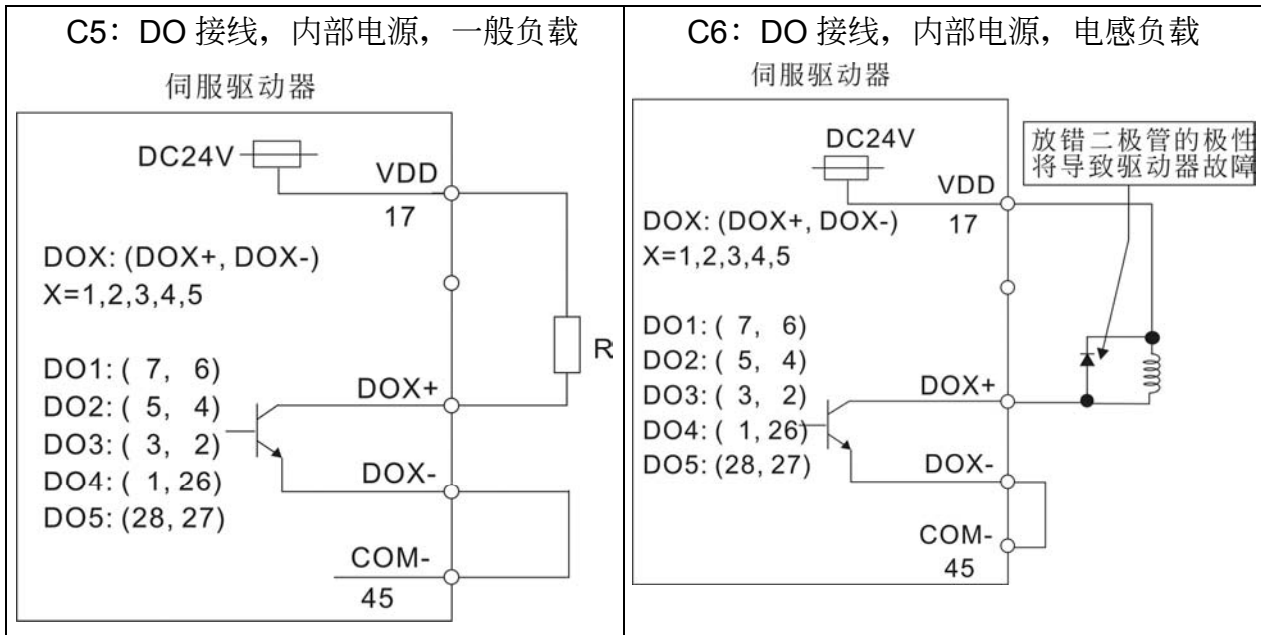 C5：DO 接线，内部电源，一般负载
伺服驱动器
DC24V
VDD
17
DOX: (DOX+, DOX-)
X=1,2,3,4,5
R
DO1: ( 7, 6)
DO2: ( 5, 4)
DO3: ( 3, 2)
DO4: ( 1, 26)
DO5: (28, 27)
DOX+
DOX-
COM-
45
C6：DO 接线，内部电源，电感负载
伺服驱动器
放错二极管的极性
将导致驱动器故障
DC24V
VDD
17
DOX: (DOX+, DOX-)
X=1,2,3,4,5
DO1: ( 7, 6)
DO2: ( 5, 4)
DO3: ( 3, 2)
DO4: ( 1, 26)
DO5: (28, 27)
DOX+
DOX-
COM-
45